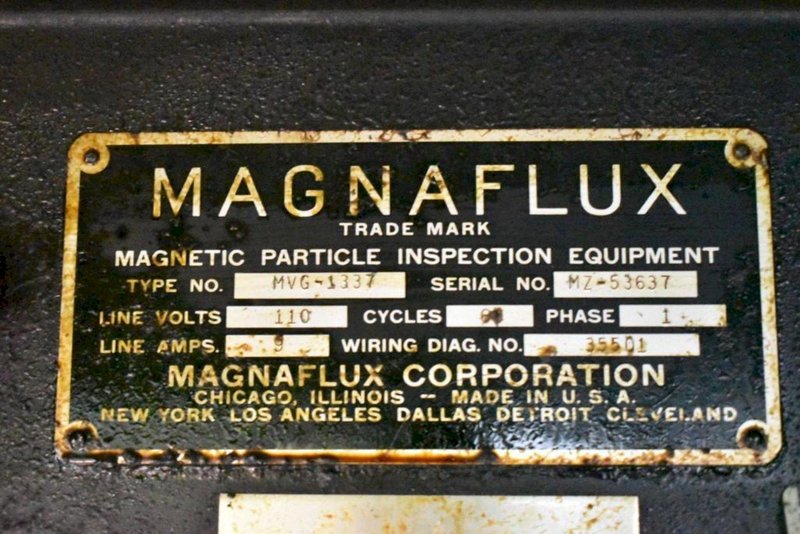 MAGNAFLUX
TRADE MARK
MAGNETIC PARTICLE INSPECTION EQUIPMENT
TYPE NO. MVG-1337 SERIAL NO. MZ-53637
LINE VOLTS 110 CYCLES PHASE 1
LINE AMPS. 9 WIRING DIAG. NO. 35501
MAGNAFLUX CORPORATION
CHICAGO, ILLINOIS -- MADE IN U. S. A.
NEW YORK LOS ANGELES DALLAS DETROIT CLEVELAND